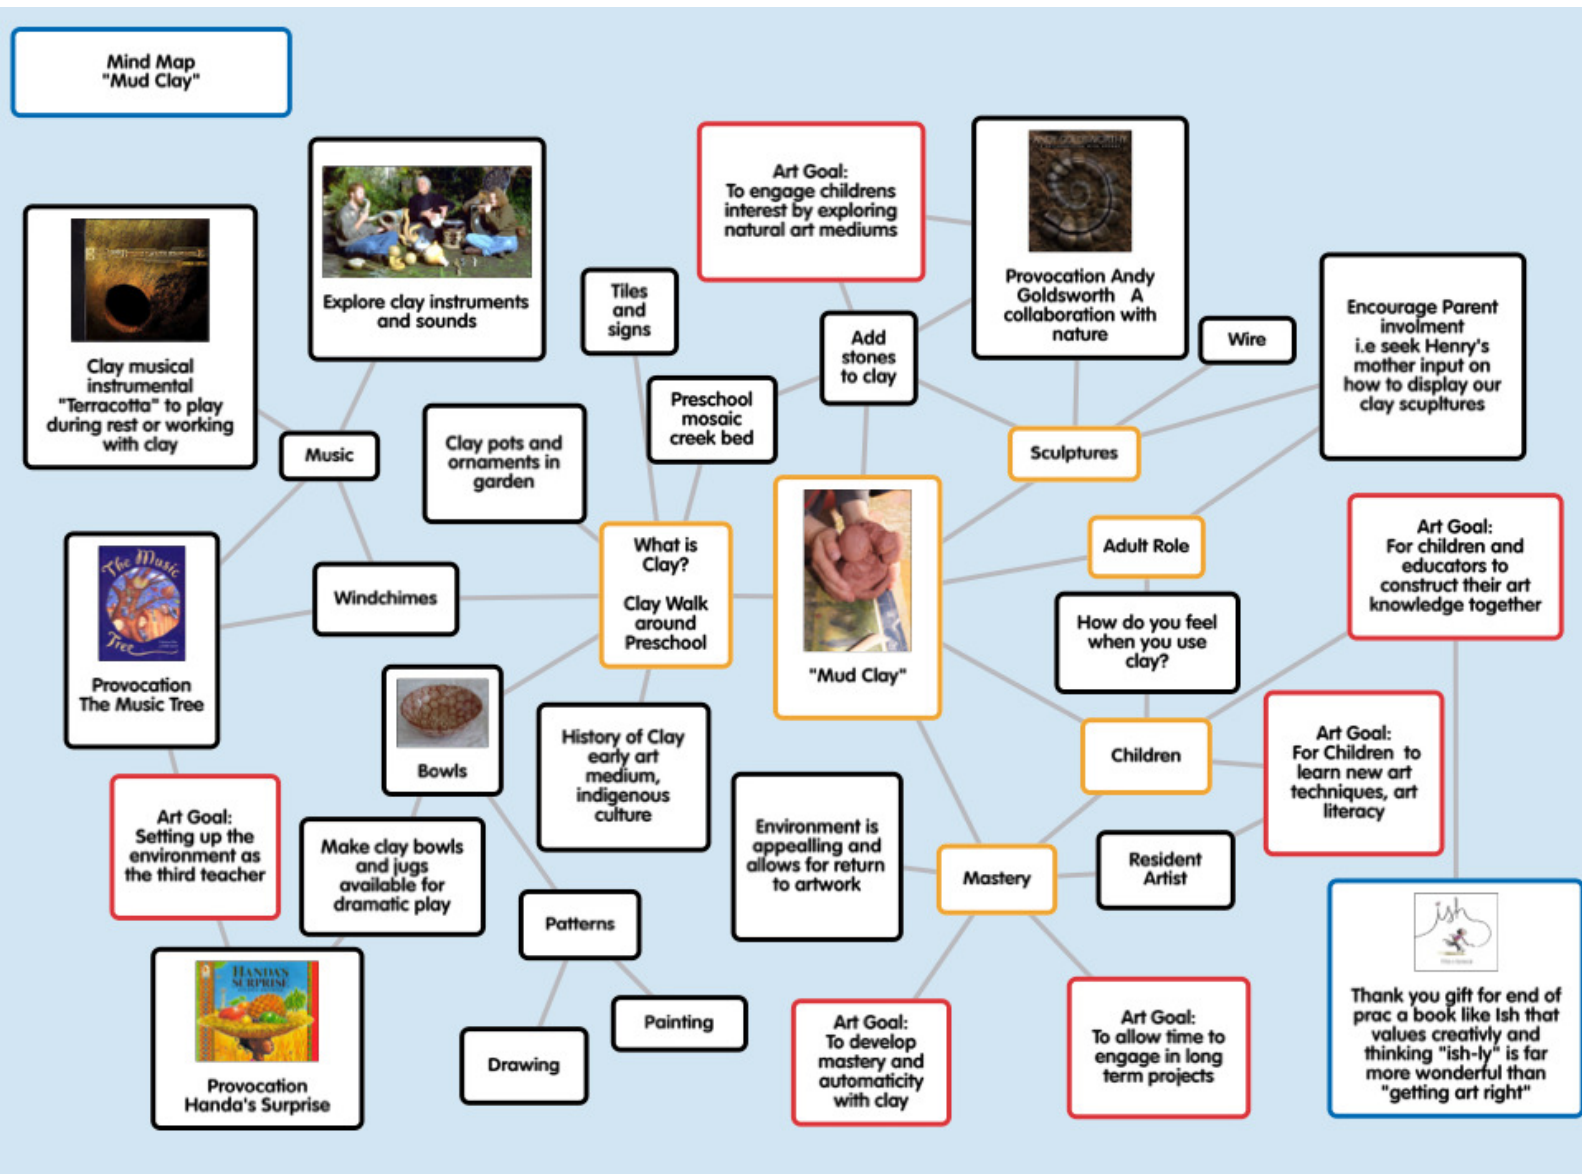 Mind Map
"Mud Clay"
Explore clay instruments
and sounds
Clay musical
instrumental
"Terracotta" to play
during rest or working
with clay
Music
Tiles
and
signs
Art Goal:
To engage childrens
interest by exploring
natural art mediums
ANDY GOLDSWORTHY
Provocation Andy
Goldsworth A
collaboration with
nature
Wire
Encourage Parent
involment
i.e seek Henry's
mother input on
how to display our
clay scupltures
Add
stones
to clay
Preschool
mosaic
creek bed
Clay pots and
ornaments in
garden
Sculptures
What is
Clay?
Clay Walk
around
Preschool
"Mud Clay"
Adult Role
How do you feel
when you use
clay?
Art Goal:
For children and
educators to
construct their art
knowledge together
Windchimes
The Music
Tree
Provocation
The Music Tree
Bowls
History of Clay
early art
medium,
indigenous
culture
Children
Art Goal:
For Children to
learn new art
techniques, art
literacy
Art Goal:
Setting up the
environment as
the third teacher
Make clay bowls
and jugs
available for
dramatic play
Environment is
appealling and
allows for return
to artwork
Mastery
Resident
Artist
Patterns
Drawing
Painting
HANDA'S
SURPRISE
Provocation
Handa's Surprise
Art Goal:
To develop
mastery and
automaticity
with clay
Art Goal:
To allow time to
engage in long
term projects
ish
Thank you gift for end of
prac a book like Ish that
values creativly and
thinking "ish-ly" is far
more wonderful than
"getting art right"